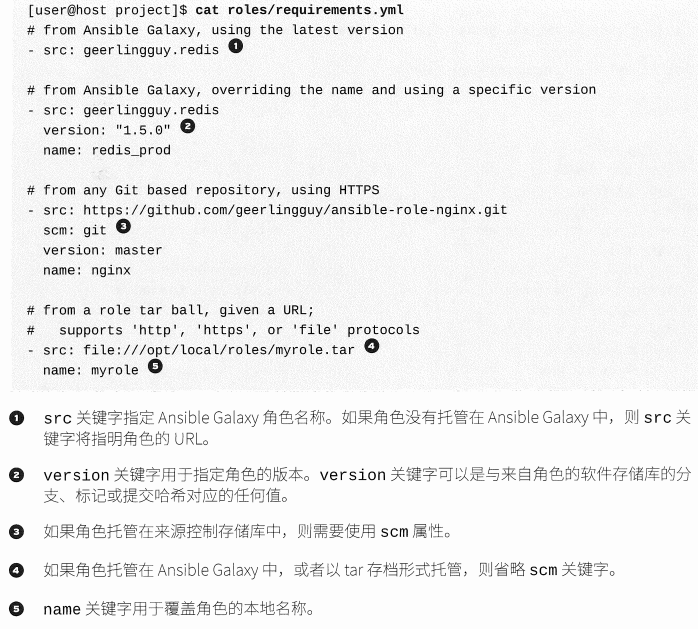 [user@host project]$ cat roles/requirements.yml
# from Ansible Galaxy, using the latest version
- src: geerlingguy.redis ❶

# from Ansible Galaxy, overriding the name and using a specific version
- src: geerlingguy.redis
  version: "1.5.0" ❷
  name: redis_prod

# from any Git based repository, using HTTPS
- src: https://github.com/geerlingguy/ansible-role-nginx.git
  scm: git ❸
  version: master
  name: nginx

# from a role tar ball, given a URL;
#   supports 'http', 'https', or 'file' protocols
- src: file:///opt/local/roles/myrole.tar ❹
  name: myrole ❺

❶ src 关键字指定 Ansible Galaxy 角色名称。如果角色没有托管在 Ansible Galaxy 中，则 src 关
键字将指明角色的 URL。
❷ version 关键字用于指定角色的版本。version 关键字可以是与来自角色的软件存储库的分
支、标记或提交哈希对应的任何值。
❸ 如果角色托管在来源控制存储库中，则需要使用 scm 属性。
❹ 如果角色托管在 Ansible Galaxy 中，或者以 tar 存档形式托管，则省略 scm 关键字。
❺ name 关键字用于覆盖角色的本地名称。